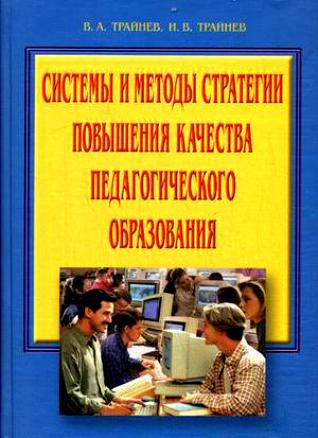 В. А. ТРАЙНЕВ, И. В. ТРАЙНЕВ
СИСТЕМЫ И МЕТОДЫ СТРАТЕГИИ
ПОВЫШЕНИЯ КАЧЕСТВА
ПЕДАГОГИЧЕСКОГО
ОБРАЗОВАНИЯ